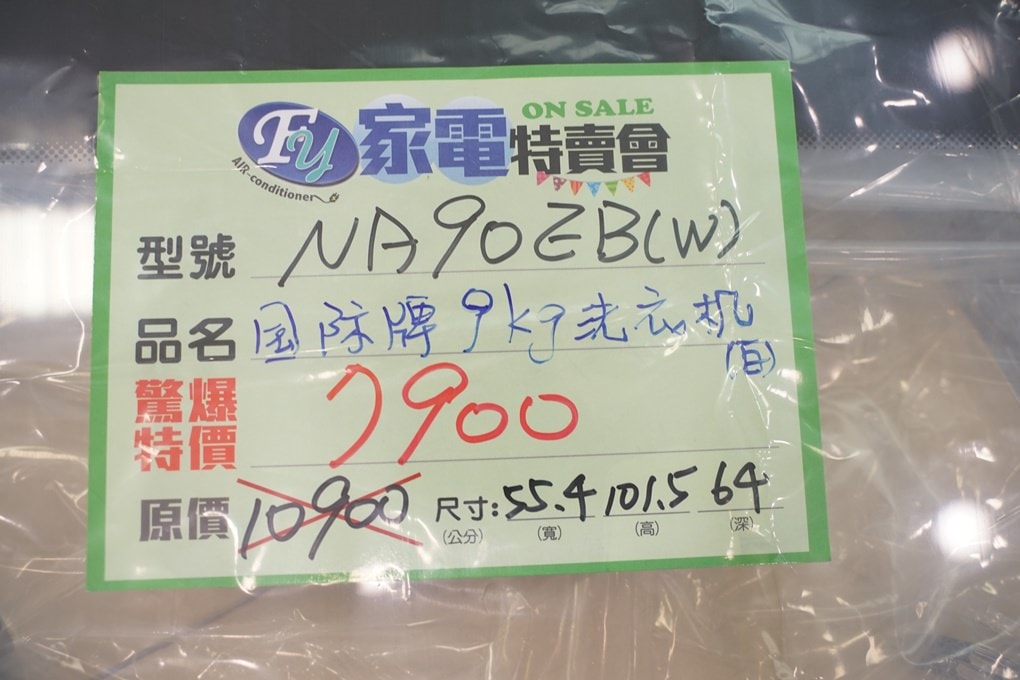 FY 家電特賣會 ON SALE
AIR-conditioner
型號 NA90EB(W)
品名 国际牌 9kg洗衣机
(白)
驚爆特價 7900
原價 10900 尺寸: 55.4 101.5 64
(公分) (寬) (高) (深)